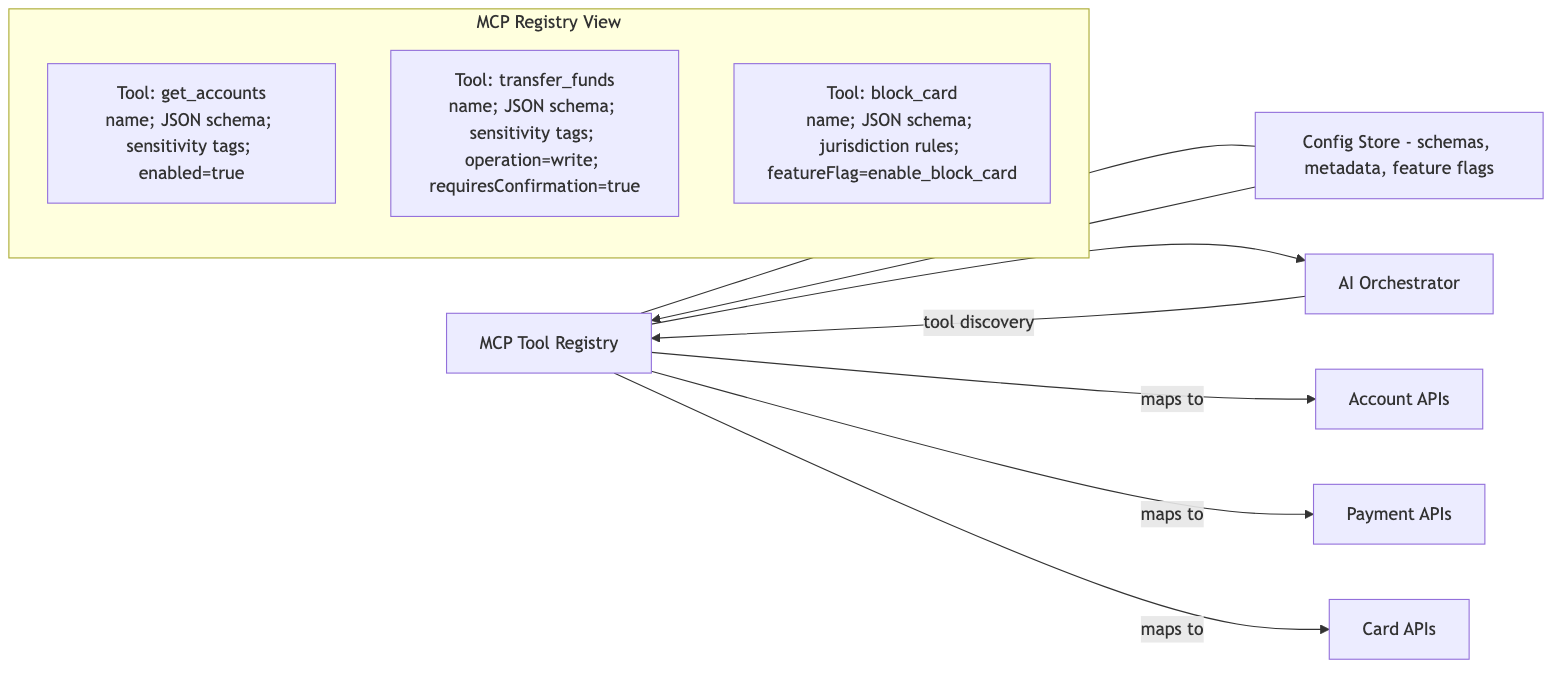 MCP Registry View
Tool: get_accounts
name; JSON schema;
sensitivity tags;
enabled=true
Tool: transfer_funds
name; JSON schema;
sensitivity tags;
operation=write;
requiresConfirmation=true
Tool: block_card
name; JSON schema;
jurisdiction rules;
featureFlag=enable_block_card
Config Store - schemas,
metadata, feature flags
AI Orchestrator
tool discovery
MCP Tool Registry
maps to
Account APIs
maps to
Payment APIs
maps to
Card APIs